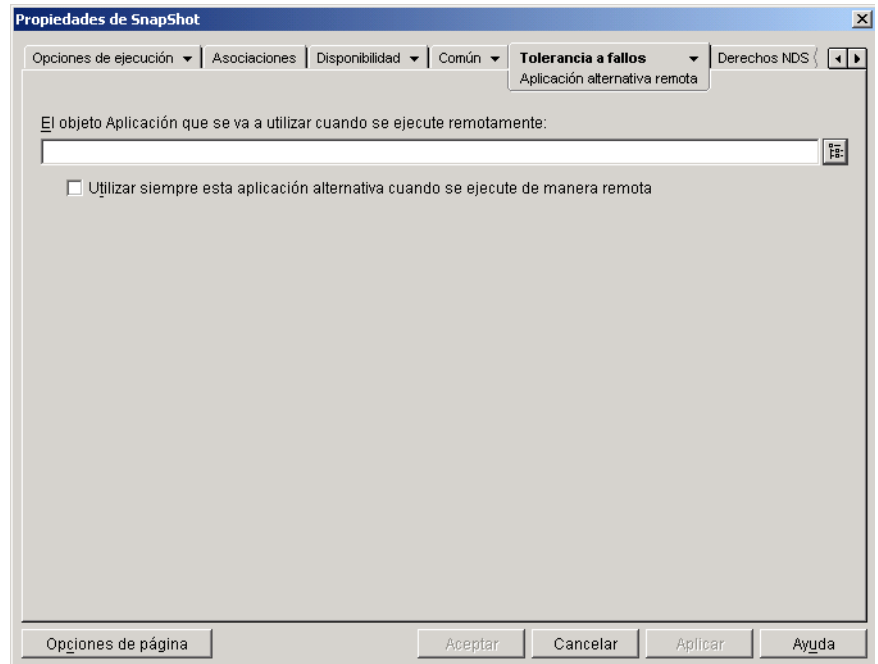 Propiedades de SnapShot
Opciones de ejecución Asociaciones Disponibilidad Común Tolerancia a fallos Derechos NDS
Aplicación alternativa remota
El objeto Aplicación que se va a utilizar cuando se ejecute remotamente:
Utilizar siempre esta aplicación alternativa cuando se ejecute de manera remota
Opciones de página Aceptar Cancelar Aplicar Ayuda